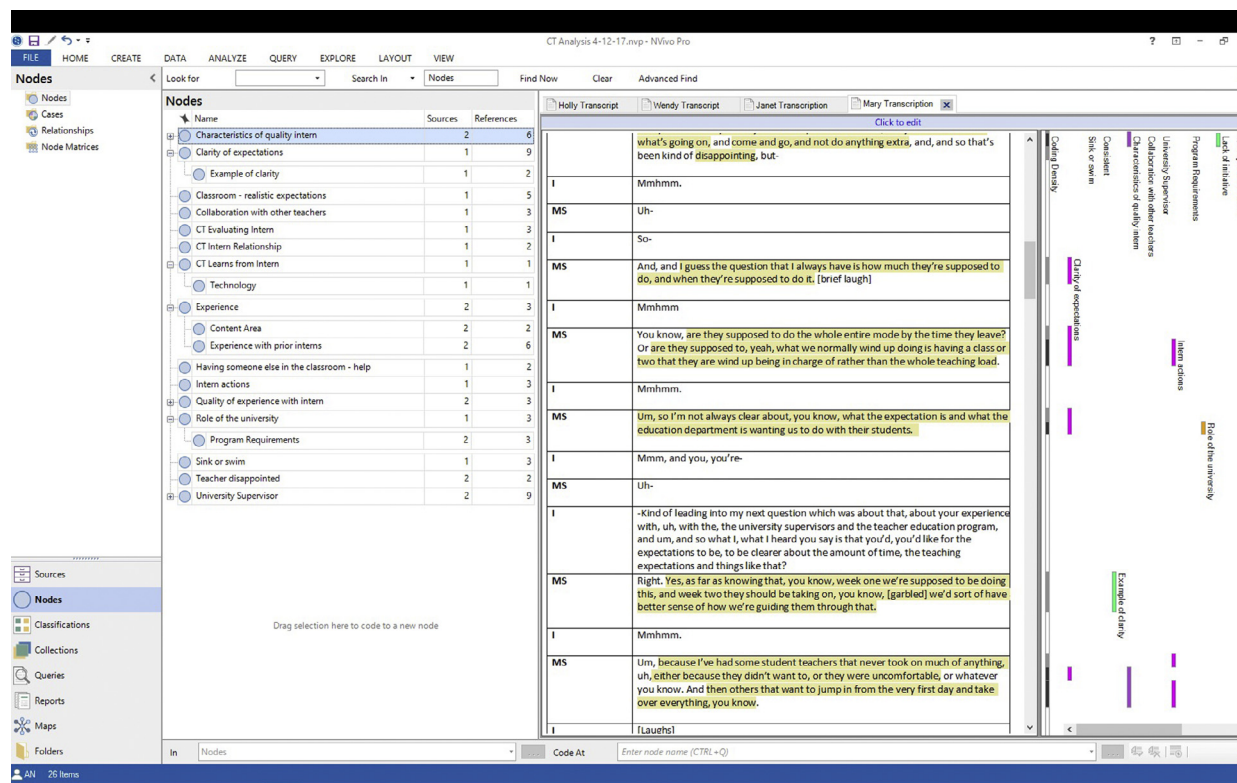 CT Analysis 4-12-17.nvp - NVivo Pro
?
FILE HOME CREATE DATA ANALYZE QUERY EXPLORE LAYOUT VIEW
Nodes
Look for Search In Nodes Find Now Clear Advanced Find
Nodes
Cases
Relationships
Node Matrices
Nodes
Name Sources References
Characteristics of quality intern 2 6
Clarity of expectations 1 9
Example of clarity 1 2
Classroom - realistic expectations 1 5
Collaboration with other teachers 1 3
CT Evaluating Intern 1 3
CT Intern Relationship 1 2
CT Learns from Intern 1 1
Technology 1 1
Experience 2 3
Content Area 2 2
Experience with prior interns 2 6
Having someone else in the classroom - help 1 2
Intern actions 1 3
Quality of experience with intern 2 3
Role of the university 1 3
Program Requirements 2 3
Sink or swim 1 3
Teacher disappointed 2 2
University Supervisor 2 9
Drag selection here to code to a new node
Holly Transcript Wendy Transcript Janet Transcription Mary Transcription
Click to edit
what's going on, and come and go, and not do anything extra, and, and so that's
been kind of disappointing, but-
I Mmhmm.
MS Uh-
I So-
MS And, and I guess the question that I always have is how much they're supposed to
do, and when they're supposed to do it. [brief laugh]
I Mmhmm
MS You know, are they supposed to do the whole entire mode by the time they leave?
Or are they supposed to, yeah, what we normally wind up doing is having a class or
two that they are wind up being in charge of rather than the whole teaching load.
I Mmhmm.
MS Um, so I'm not always clear about, you know, what the expectation is and what the
education department is wanting us to do with their students.
I Mmm, and you, you're-
MS Uh-
I -Kind of leading into my next question which was about that, about your experience
with, uh, with the, the university supervisors and the teacher education program,
and um, and so what I, what I heard you say is that you'd, you'd like for the
expectations to be, to be clearer about the amount of time, the teaching
expectations and things like that?
MS Right. Yes, as far as knowing that, you know, week one we're supposed to be doing
this, and week two they should be taking on, you know, [garbled] we'd sort of have
better sense of how we're guiding them through that.
I Mmhmm.
MS Um, because I've had some student teachers that never took on much of anything,
uh, either because they didn't want to, or they were uncomfortable, or whatever
you know. And then others that want to jump in from the very first day and take
over everything, you know.
I [Laughs]
Coding Density
Clarity of expectations
Sink or swim
Consistent
Example of clarity
Characteristics of quality intern
Collaboration with other teachers
University Supervisor
Intern actions
Program Requirements
Role of the university
Lack of initiative
Sources
Nodes
Classifications
Collections
Queries
Reports
Maps
Folders
In Nodes Code At Enter node name (CTRL+Q)
AN 26 Items